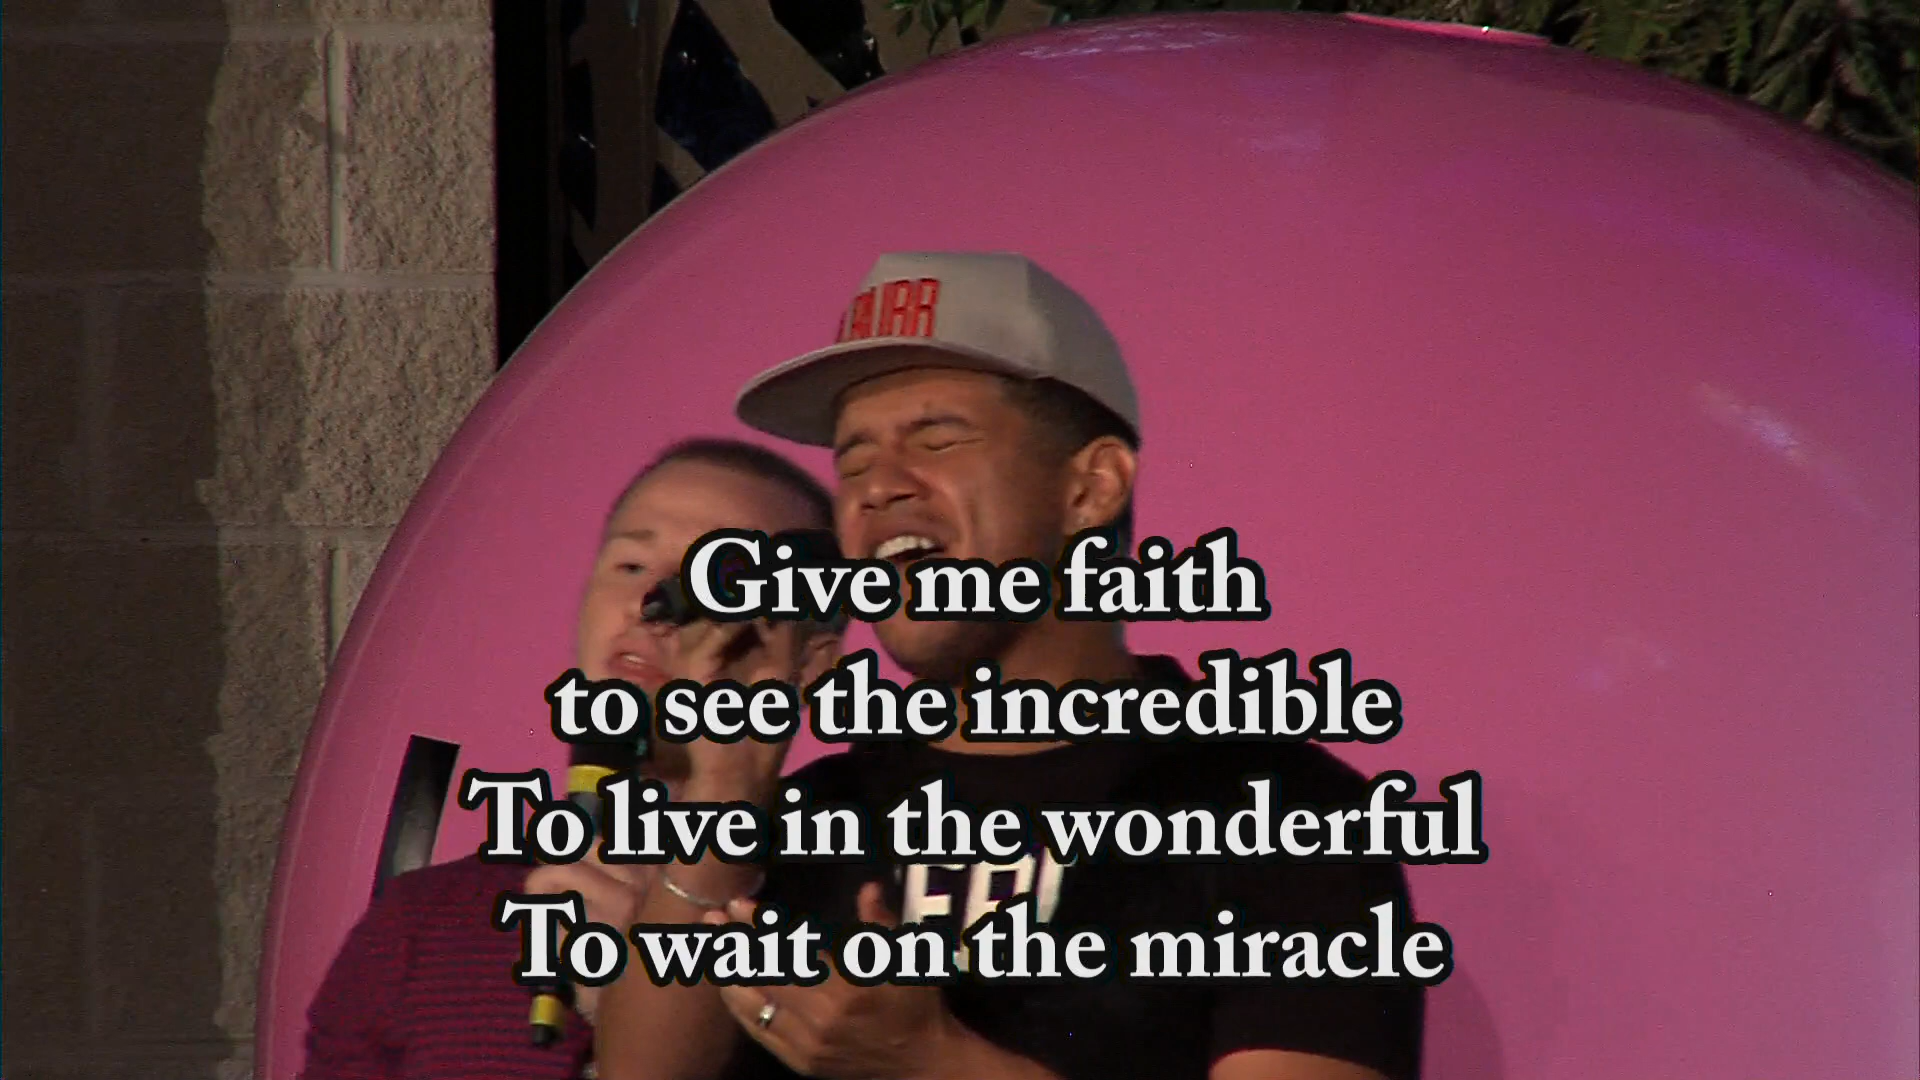 Give me faith
to see the incredible
To live in the wonderful
To wait on the miracle